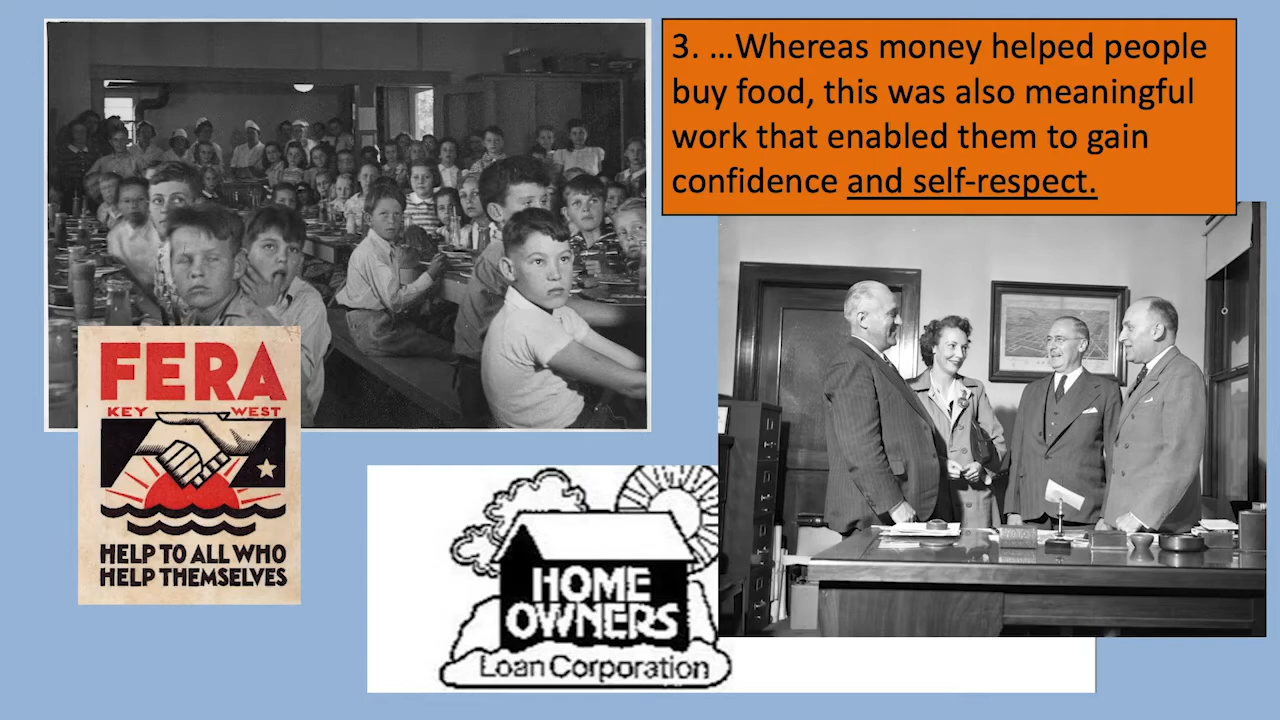 3. ...Whereas money helped people
buy food, this was also meaningful
work that enabled them to gain
confidence and self-respect.
FERA
KEY WEST
HELP TO ALL WHO
HELP THEMSELVES
HOME
OWNERS
Loan Corporation